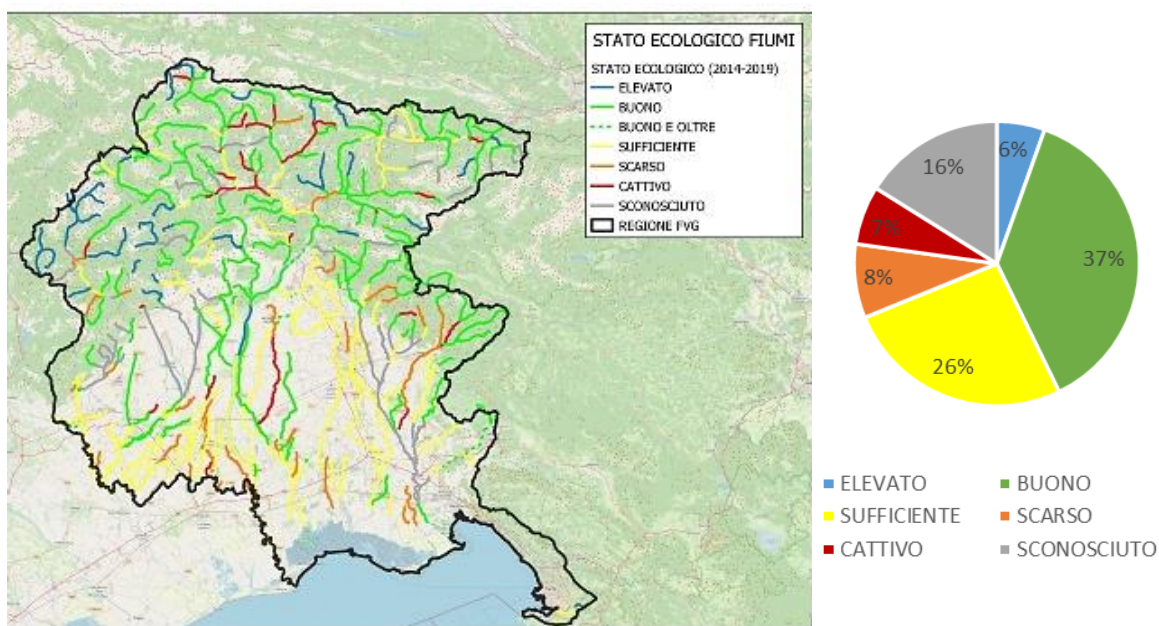 STATO ECOLOGICO FIUMI
STATO ECOLOGICO (2014-2019)
ELEVATO
BUONO
BUONO E OLTRE
SUFFICIENTE
SCARSO
CATTIVO
SCONOSCIUTO
REGIONE FVG
6%
16%
7%
37%
8%
26%
ELEVATO BUONO
SUFFICIENTE SCARSO
CATTIVO SCONOSCIUTO